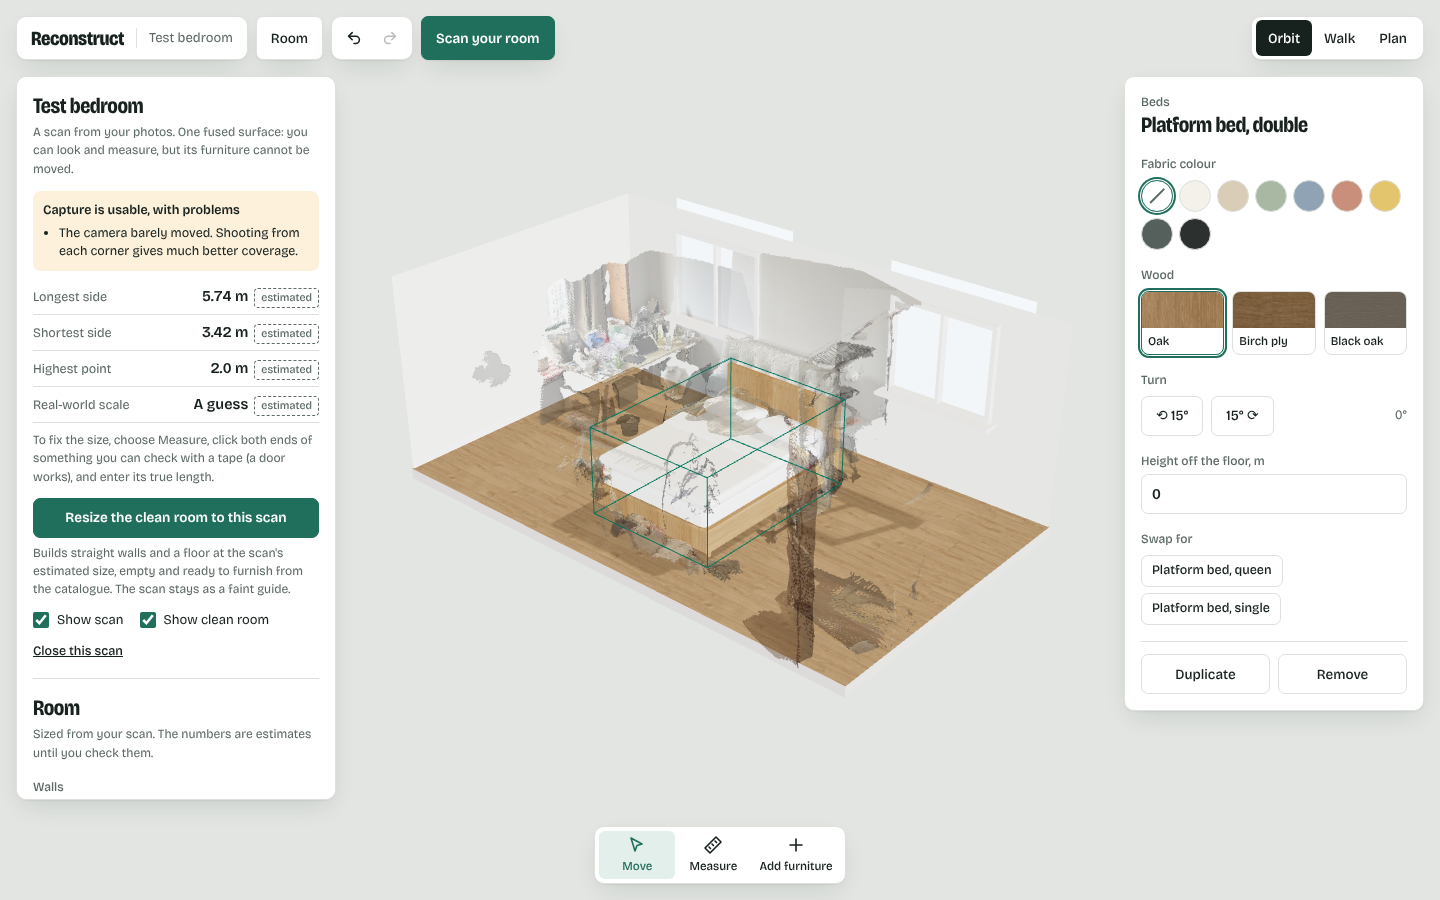 Reconstruct
Test bedroom
Room
Scan your room
Orbit
Walk
Plan
Test bedroom
A scan from your photos. One fused surface: you
can look and measure, but its furniture cannot be
moved.
Capture is usable, with problems
• The camera barely moved. Shooting from
each corner gives much better coverage.
Longest side 5.74 m estimated
Shortest side 3.42 m estimated
Highest point 2.0 m estimated
Real-world scale A guess estimated
To fix the size, choose Measure, click both ends of
something you can check with a tape (a door
works), and enter its true length.
Resize the clean room to this scan
Builds straight walls and a floor at the scan's
estimated size, empty and ready to furnish from
the catalogue. The scan stays as a faint guide.
Show scan
Show clean room
Close this scan
Room
Sized from your scan. The numbers are estimates
until you check them.
Walls
Beds
Platform bed, double
Fabric colour
Wood
Oak
Birch ply
Black oak
Turn
⟲ 15°
15° ⟳
0°
Height off the floor, m
0
Swap for
Platform bed, queen
Platform bed, single
Duplicate
Remove
Move
Measure
Add furniture